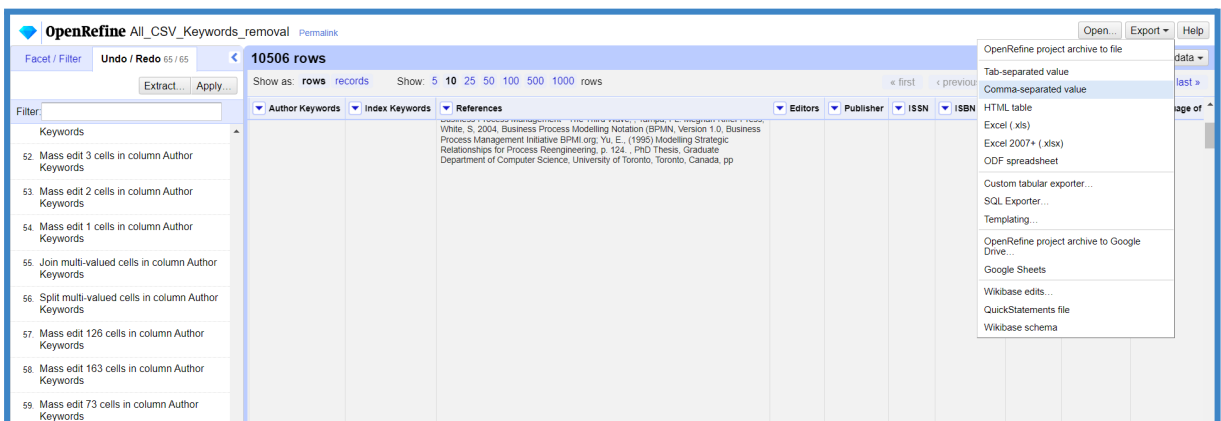 OpenRefine All_CSV_Keywords_removal Permalink
Open... Export Help
Facet / Filter Undo / Redo 65 / 65
Extract... Apply...
Filter:
Keywords
52. Mass edit 3 cells in column Author
Keywords
53. Mass edit 2 cells in column Author
Keywords
54. Mass edit 1 cells in column Author
Keywords
55. Join multi-valued cells in column Author
Keywords
56. Split multi-valued cells in column Author
Keywords
57. Mass edit 126 cells in column Author
Keywords
58. Mass edit 163 cells in column Author
Keywords
59. Mass edit 73 cells in column Author
Keywords
10506 rows
Show as: rows records Show: 5 10 25 50 100 500 1000 rows « first ‹ previous last »
Author Keywords Index Keywords References Editors Publisher ISSN ISBN
White, S, 2004, Business Process Modelling Notation (BPMN, Version 1.0, Business
Process Management Initiative BPMI.org; Yu, E., (1995) Modelling Strategic
Relationships for Process Reengineering, p. 124. , PhD Thesis, Graduate
Department of Computer Science, University of Toronto, Toronto, Canada, pp
OpenRefine project archive to file
Tab-separated value
Comma-separated value
HTML table
Excel (.xls)
Excel 2007+ (.xlsx)
ODF spreadsheet
Custom tabular exporter...
SQL Exporter...
Templating...
OpenRefine project archive to Google
Drive...
Google Sheets
Wikibase edits...
QuickStatements file
Wikibase schema